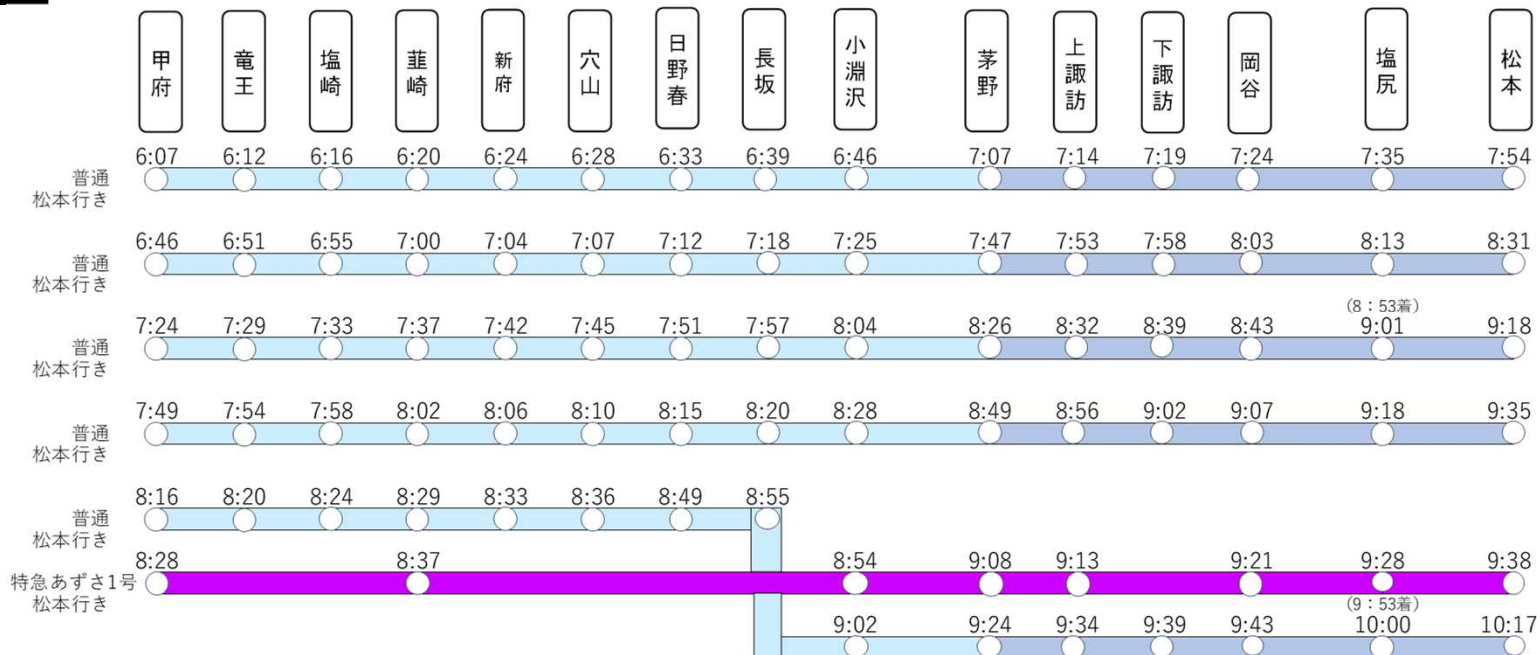 甲府 竜王 塩崎 韮崎 新府 穴山 日野春 長坂 小淵沢 茅野 上諏訪 下諏訪 岡谷 塩尻 松本
6:07 6:12 6:16 6:20 6:24 6:28 6:33 6:39 6:46 7:07 7:14 7:19 7:24 7:35 7:54
普通
松本行き
6:46 6:51 6:55 7:00 7:04 7:07 7:12 7:18 7:25 7:47 7:53 7:58 8:03 8:13 8:31
普通
松本行き
(8：53着)
7:24 7:29 7:33 7:37 7:42 7:45 7:51 7:57 8:04 8:26 8:32 8:39 8:43 9:01 9:18
普通
松本行き
7:49 7:54 7:58 8:02 8:06 8:10 8:15 8:20 8:28 8:49 8:56 9:02 9:07 9:18 9:35
普通
松本行き
8:16 8:20 8:24 8:29 8:33 8:36 8:49 8:55
普通
松本行き
8:28 8:37 8:54 9:08 9:13 9:21 9:28 9:38
特急あずさ1号
松本行き
(9：53着)
9:02 9:24 9:34 9:39 9:43 10:00 10:17